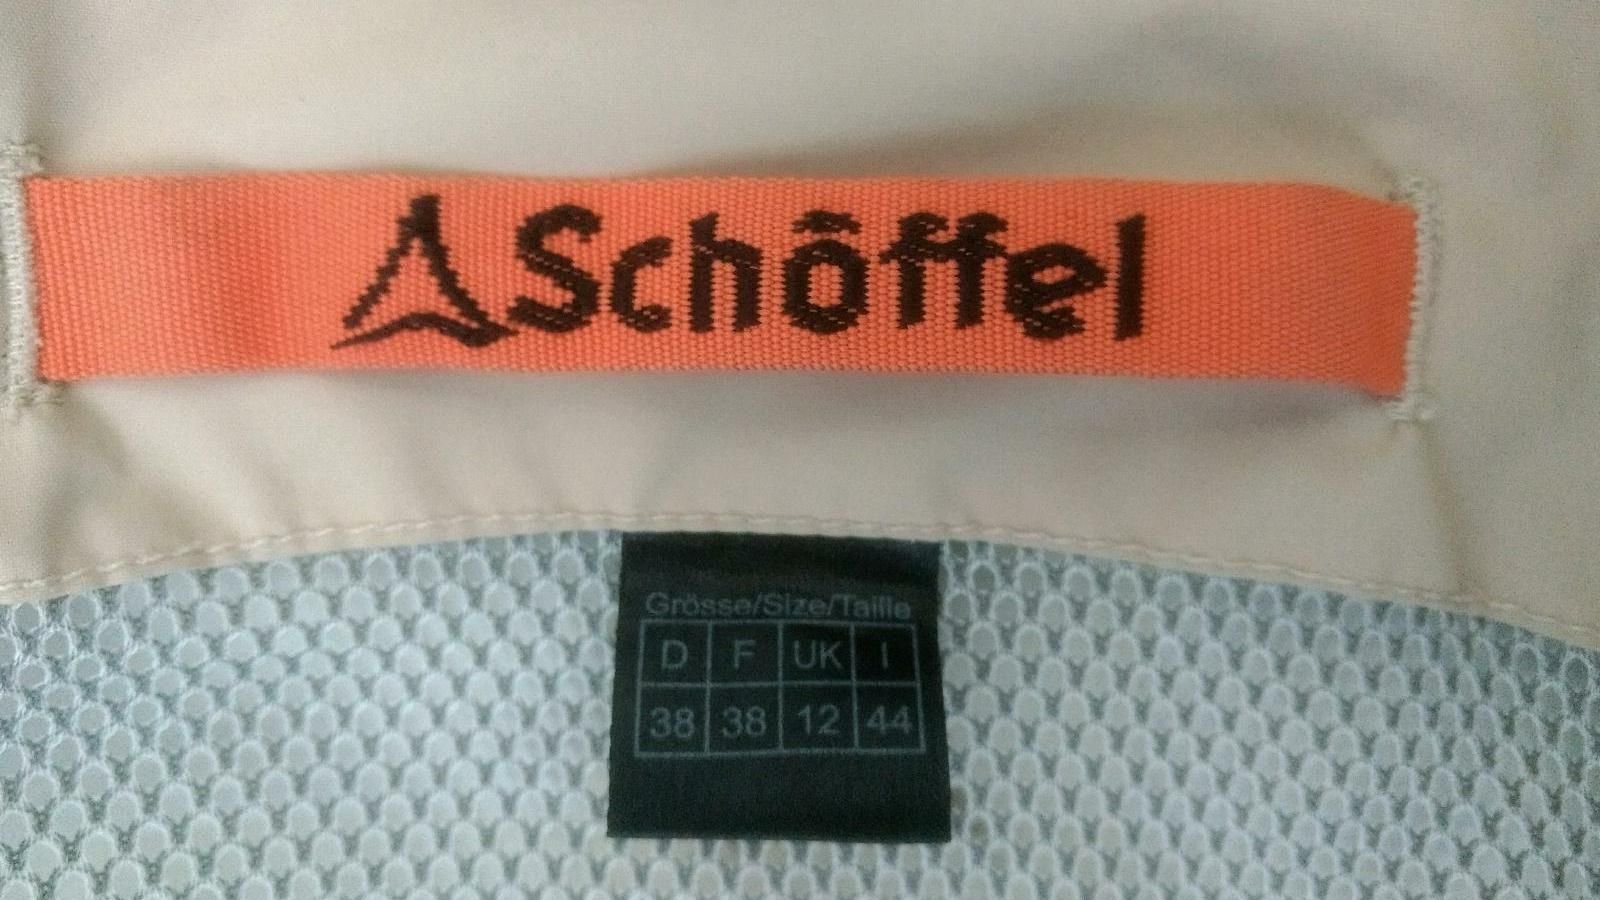 Schöffel
Grösse/Size/Taille
D F UK I
38 38 12 44